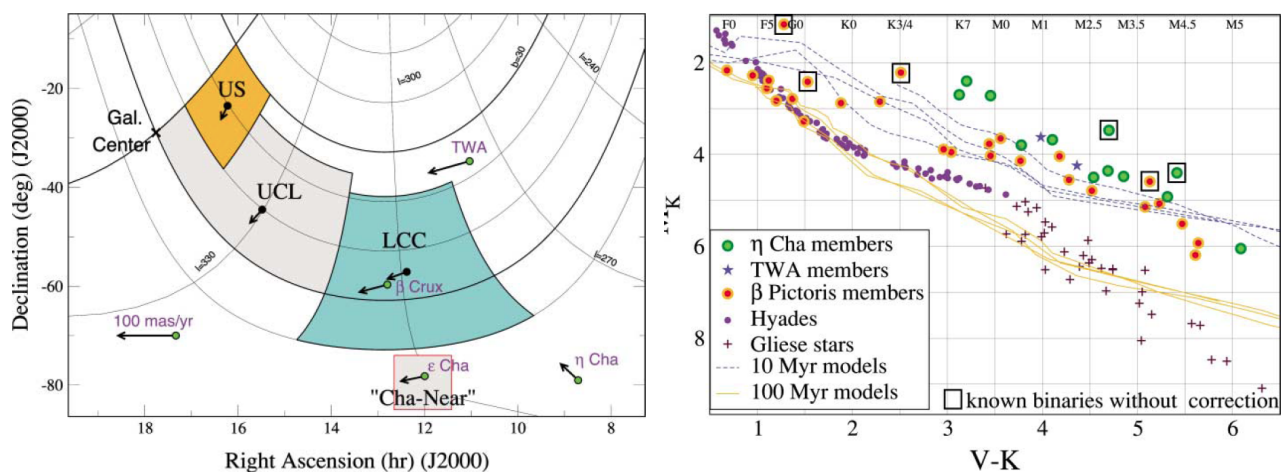 -20
-40
-60
-80
Declination (deg) (J2000)
18
16
14
12
10
8
Right Ascension (hr) (J2000)
US
Gal.
Center
UCL
LCC
TWA
β Crux
100 mas/yr
ε Cha
η Cha
"Cha-Near"
l=300
b=30
l=240
l=330
l=270
F0 F5 G0 K0 K3/4 K7 M0 M1 M2.5 M3.5 M4.5 M5
2
4
6
8
MK
η Cha members
TWA members
β Pictoris members
Hyades
Gliese stars
10 Myr models
100 Myr models
known binaries without correction
1 2 3 4 5 6
V-K